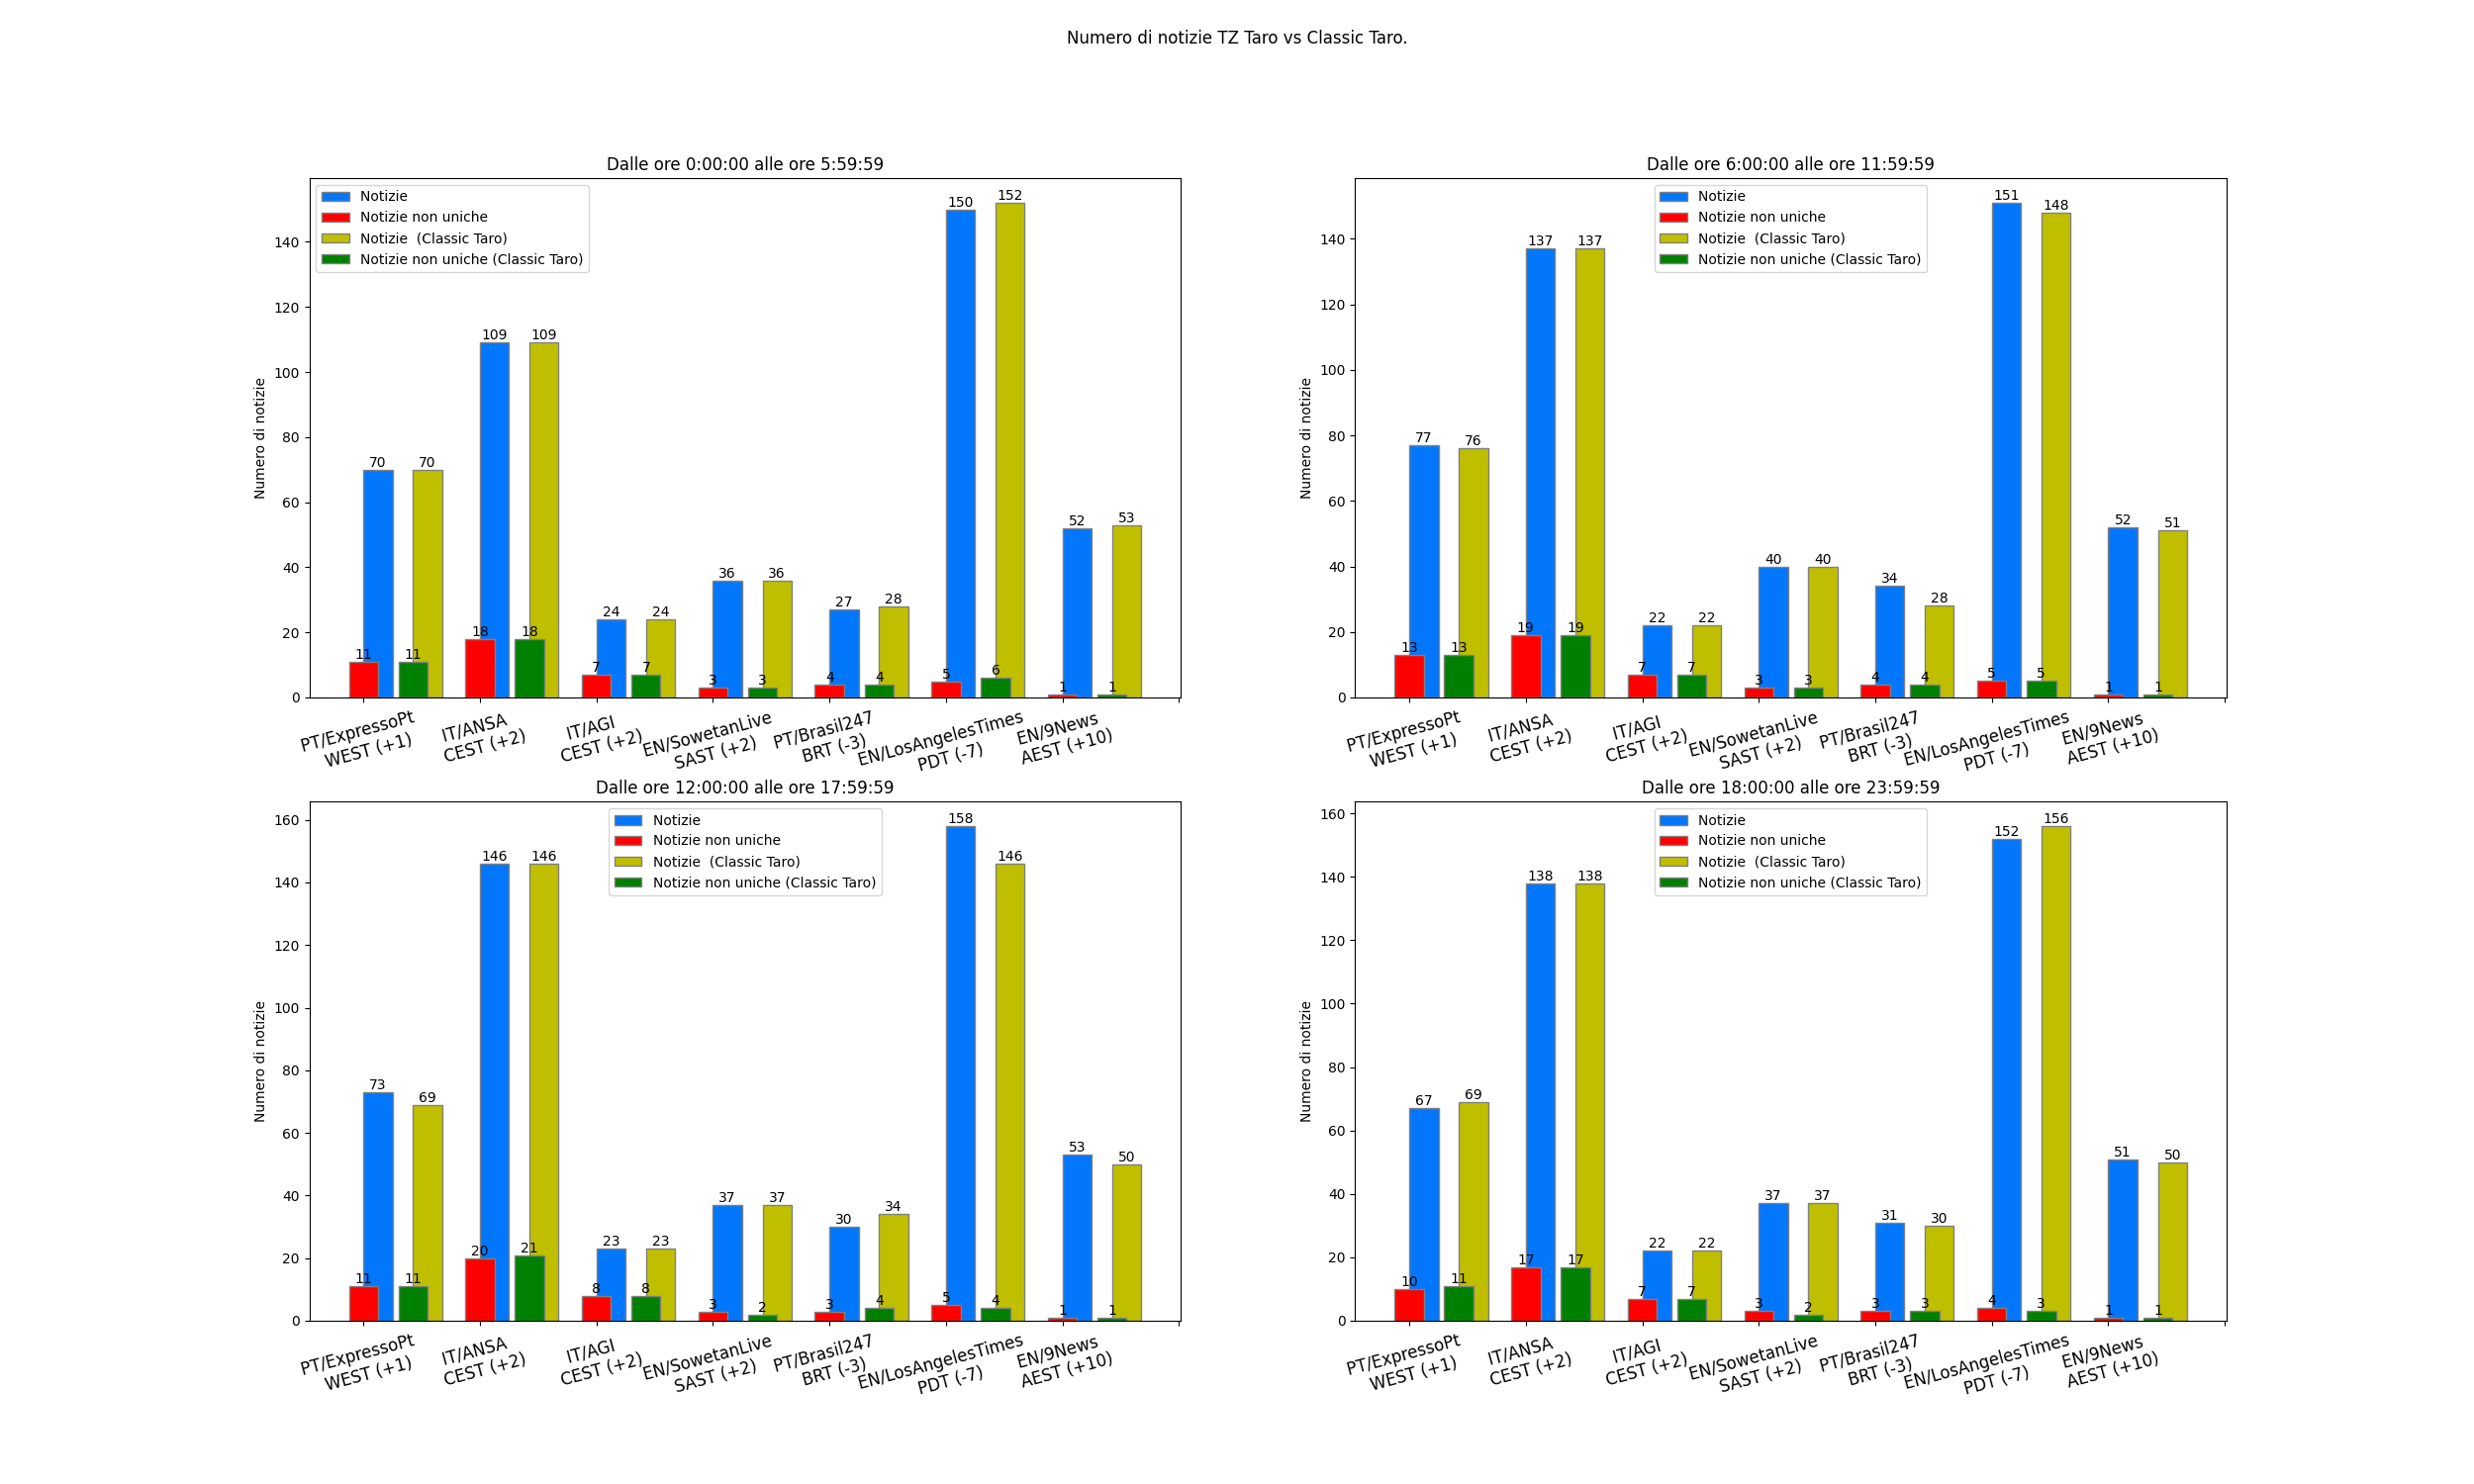 Numero di notizie TZ Taro vs Classic Taro.
Dalle ore 0:00:00 alle ore 5:59:59
Notizie
Notizie non uniche
Notizie  (Classic Taro)
Notizie non uniche (Classic Taro)
Numero di notizie
140
120
100
80
60
40
20
0
70 70 109 109 24 24 36 36 27 28 150 152 52 53
11 11 18 18 7 7 3 3 4 4 5 6 1 1
PT/ExpressoPt
WEST (+1)
IT/ANSA
CEST (+2)
IT/AGI
CEST (+2)
EN/SowetanLive
SAST (+2)
PT/Brasil247
BRT (-3)
EN/LosAngelesTimes
PDT (-7)
EN/9News
AEST (+10)
Dalle ore 6:00:00 alle ore 11:59:59
Notizie
Notizie non uniche
Notizie  (Classic Taro)
Notizie non uniche (Classic Taro)
Numero di notizie
140
120
100
80
60
40
20
0
77 76 137 137 22 22 40 40 34 28 151 148 52 51
13 13 19 19 7 7 3 3 4 4 5 5 1 1
PT/ExpressoPt
WEST (+1)
IT/ANSA
CEST (+2)
IT/AGI
CEST (+2)
EN/SowetanLive
SAST (+2)
PT/Brasil247
BRT (-3)
EN/LosAngelesTimes
PDT (-7)
EN/9News
AEST (+10)
Dalle ore 12:00:00 alle ore 17:59:59
Notizie
Notizie non uniche
Notizie  (Classic Taro)
Notizie non uniche (Classic Taro)
Numero di notizie
160
140
120
100
80
60
40
20
0
73 69 146 146 23 23 37 37 30 34 158 146 53 50
11 11 20 21 8 8 3 2 3 4 5 4 1 1
PT/ExpressoPt
WEST (+1)
IT/ANSA
CEST (+2)
IT/AGI
CEST (+2)
EN/SowetanLive
SAST (+2)
PT/Brasil247
BRT (-3)
EN/LosAngelesTimes
PDT (-7)
EN/9News
AEST (+10)
Dalle ore 18:00:00 alle ore 23:59:59
Notizie
Notizie non uniche
Notizie  (Classic Taro)
Notizie non uniche (Classic Taro)
Numero di notizie
160
140
120
100
80
60
40
20
0
67 69 138 138 22 22 37 37 31 30 152 156 51 50
10 11 17 17 7 7 3 2 3 3 4 3 1 1
PT/ExpressoPt
WEST (+1)
IT/ANSA
CEST (+2)
IT/AGI
CEST (+2)
EN/SowetanLive
SAST (+2)
PT/Brasil247
BRT (-3)
EN/LosAngelesTimes
PDT (-7)
EN/9News
AEST (+10)